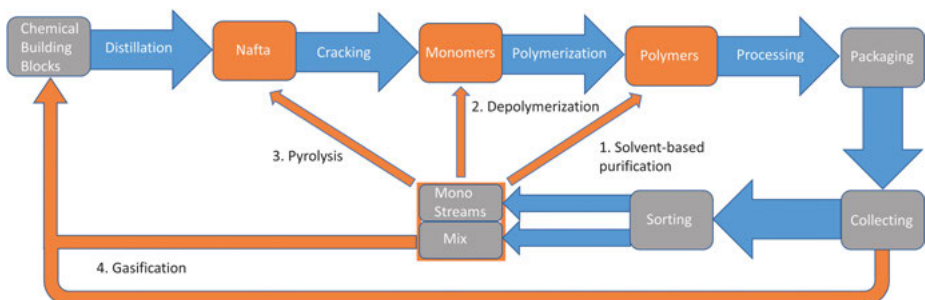 Chemical
Building
Blocks
Distillation
Nafta
Cracking
Monomers
Polymerization
Polymers
Processing
Packaging
2. Depolymerization
3. Pyrolysis
1. Solvent-based
purification
Mono
Streams
Mix
Sorting
Collecting
4. Gasification